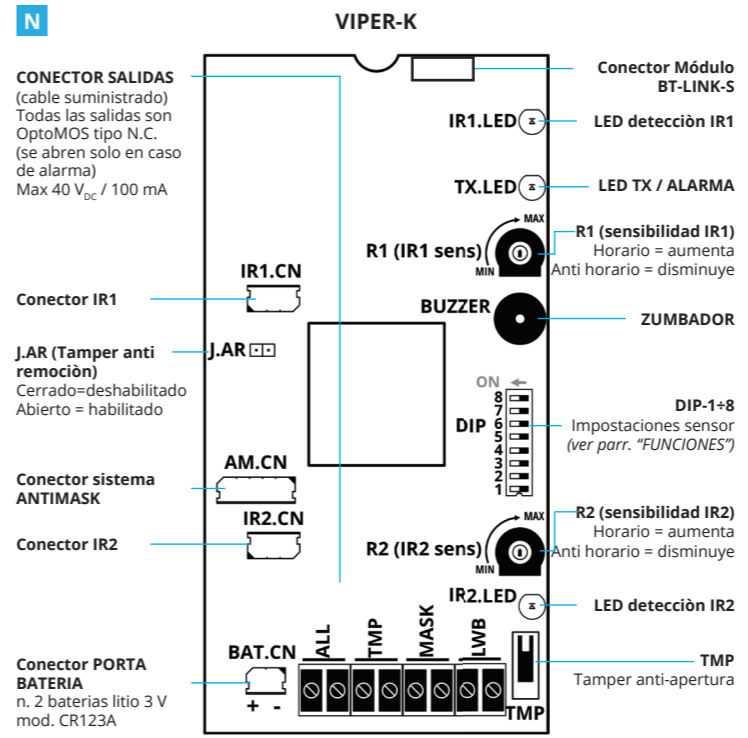 N
VIPER-K
CONECTOR SALIDAS
(cable suministrado)
Todas las salidas son
OptoMOS tipo N.C.
(se abren solo en caso
de alarma)
Max 40 VDC / 100 mA
Conector IR1
J.AR (Tamper anti
remociòn)
Cerrado=deshabilitado
Abierto = habilitado
Conector sistema
ANTIMASK
Conector IR2
Conector PORTA
BATERIA
n. 2 baterias litio 3 V
mod. CR123A
IR1.LED
TX.LED
MAX
R1 (IR1 sens)
MIN
IR1.CN
BUZZER
J.AR
ON
8
7
6
DIP
5
4
3
2
1
AM.CN
IR2.CN
MAX
R2 (IR2 sens)
MIN
IR2.LED
BAT.CN
+ -
ALL
TMP
MASK
LWB
TMP
Conector Módulo
BT-LINK-S
LED detecciòn IR1
LED TX / ALARMA
R1 (sensibilidad IR1)
Horario = aumenta
Anti horario = disminuye
ZUMBADOR
DIP-1÷8
Impostaciones sensor
(ver parr. “FUNCIONES”)
R2 (sensibilidad IR2)
Horario = aumenta
Anti horario = disminuye
LED detecciòn IR2
TMP
Tamper anti-apertura